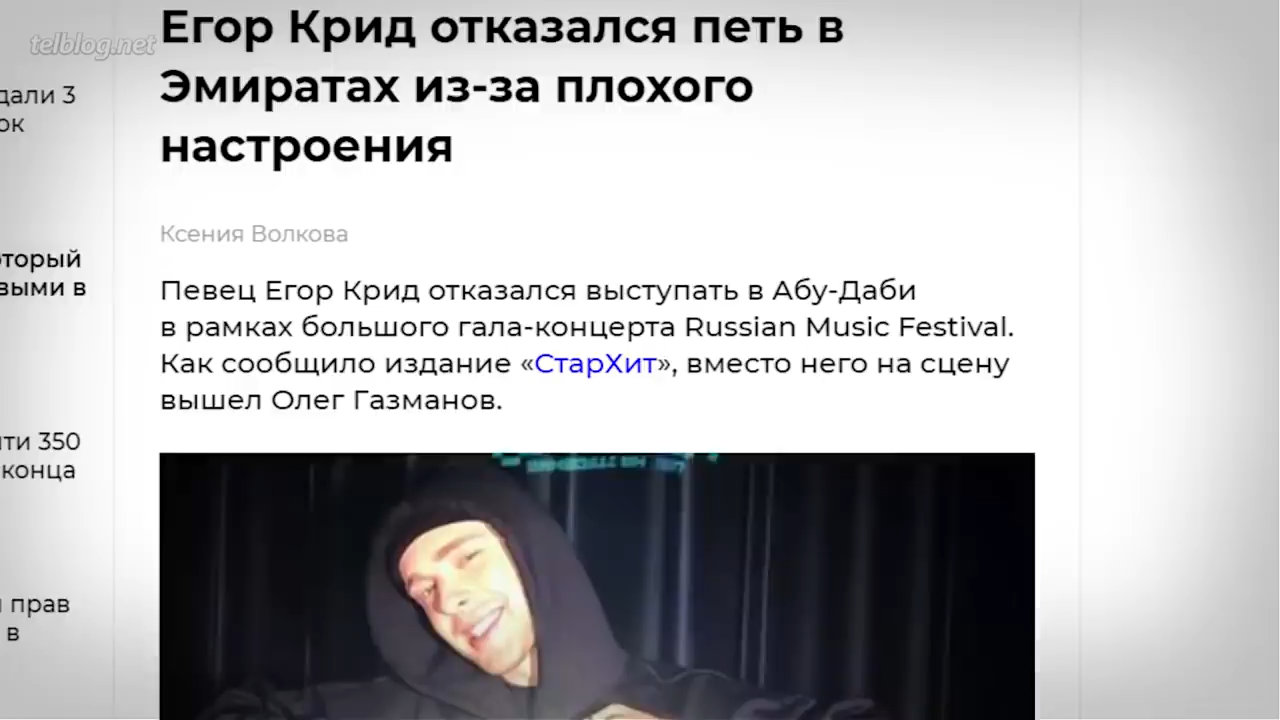 telblog.net
Егор Крид отказался петь в
Эмиратах из-за плохого
настроения
дали 3
ок
Ксения Волкова
оторый
выми в
Певец Егор Крид отказался выступать в Абу-Даби
в рамках большого гала-концерта Russian Music Festival.
Как сообщило издание «СтарХит», вместо него на сцену
вышел Олег Газманов.
ти 350
конца
прав
в